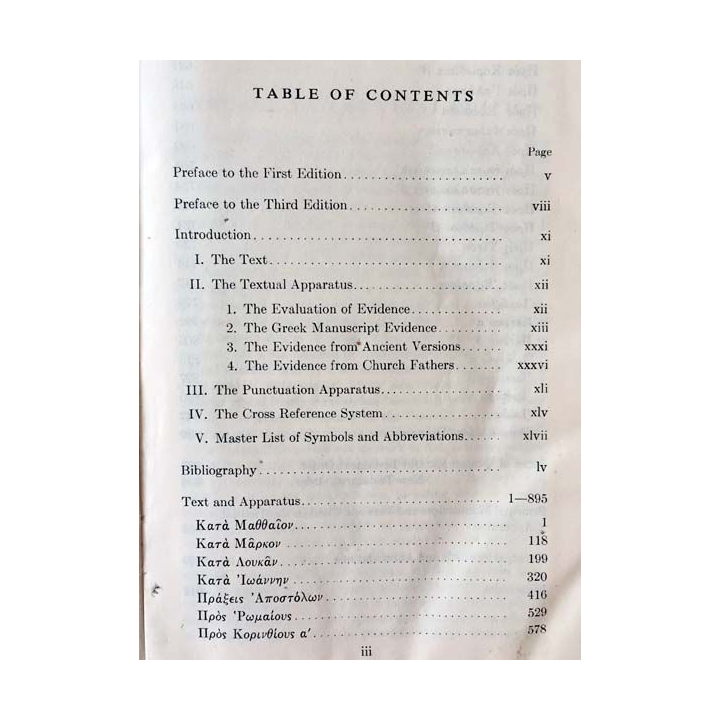 TABLE OF CONTENTS
Page
Preface to the First Edition ........................ v
Preface to the Third Edition ....................... viii
Introduction ................................... xi
I. The Text ................................. xi
II. The Textual Apparatus ..................... xii
1. The Evaluation of Evidence ............. xii
2. The Greek Manuscript Evidence .......... xiii
3. The Evidence from Ancient Versions ..... xxxi
4. The Evidence from Church Fathers ....... xxxvi
III. The Punctuation Apparatus ................. xli
IV. The Cross Reference System ................ xlv
V. Master List of Symbols and Abbreviations ...... xlvii
Bibliography ................................... lv
Text and Apparatus ............................ 1—895
Κατὰ Μαθθαῖον ............................. 1
Κατὰ Μᾶρκον .............................. 118
Κατὰ Λουκᾶν .............................. 199
Κατὰ Ἰωάννην ............................. 320
Πράξεις Ἀποστόλων ......................... 416
Πρὸς Ῥωμαίους ............................ 529
Πρὸς Κορινθίους α′ ......................... 578
iii